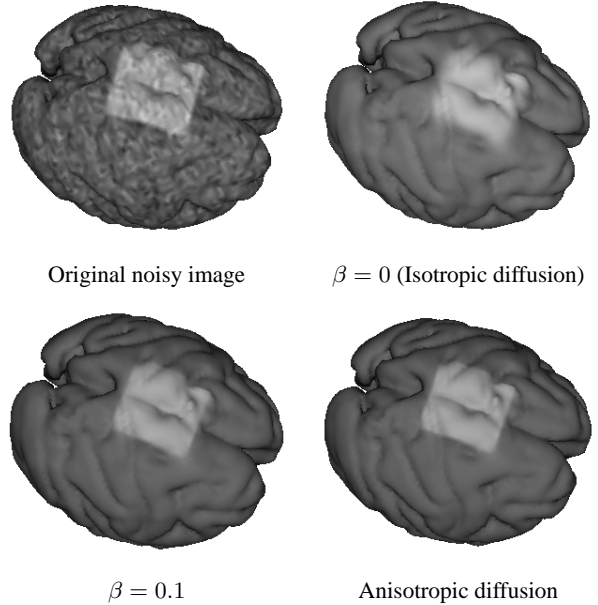 Original noisy image
β = 0 (Isotropic diffusion)
β = 0.1
Anisotropic diffusion